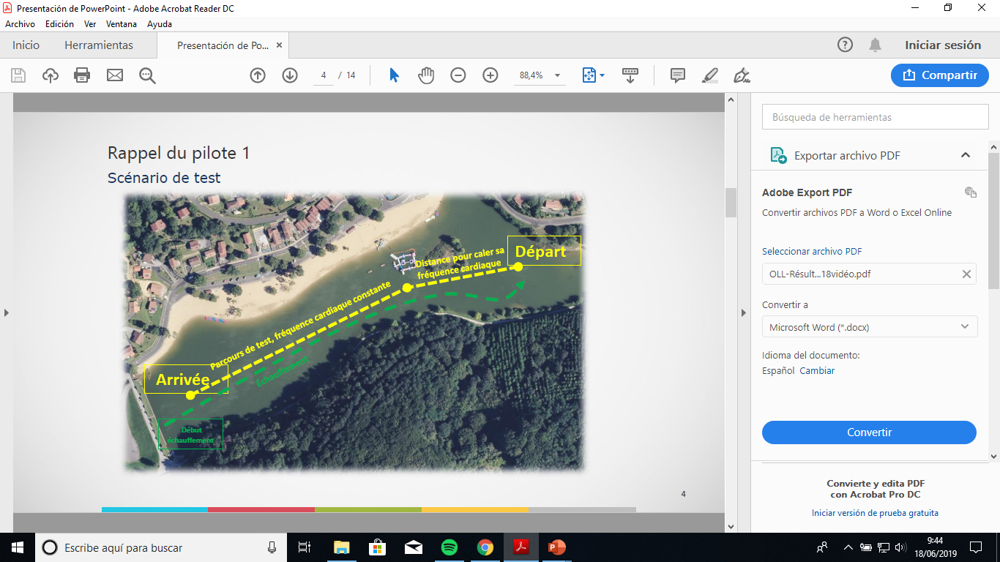 Presentación de PowerPoint - Adobe Acrobat Reader DC
Archivo Edición Ver Ventana Ayuda
Inicio Herramientas Presentación de Po... × Iniciar sesión
4 / 14 88,4% Compartir
Rappel du pilote 1
Scénario de test
Départ
Distance pour caler sa
fréquence cardiaque
Parcours de test, fréquence cardiaque constante
Échauffement
Arrivée
Début
échauffement
4
Búsqueda de herramientas
Exportar archivo PDF
Adobe Export PDF
Convertir archivos PDF a Word o Excel Online
Seleccionar archivo PDF
OLL-Résult...18vidéo.pdf
Convertir a
Microsoft Word (*.docx)
Idioma del documento:
Español Cambiar
Convertir
Convierte y edita PDF
con Acrobat Pro DC
Iniciar versión de prueba gratuita
Escribe aquí para buscar
9:44
18/06/2019